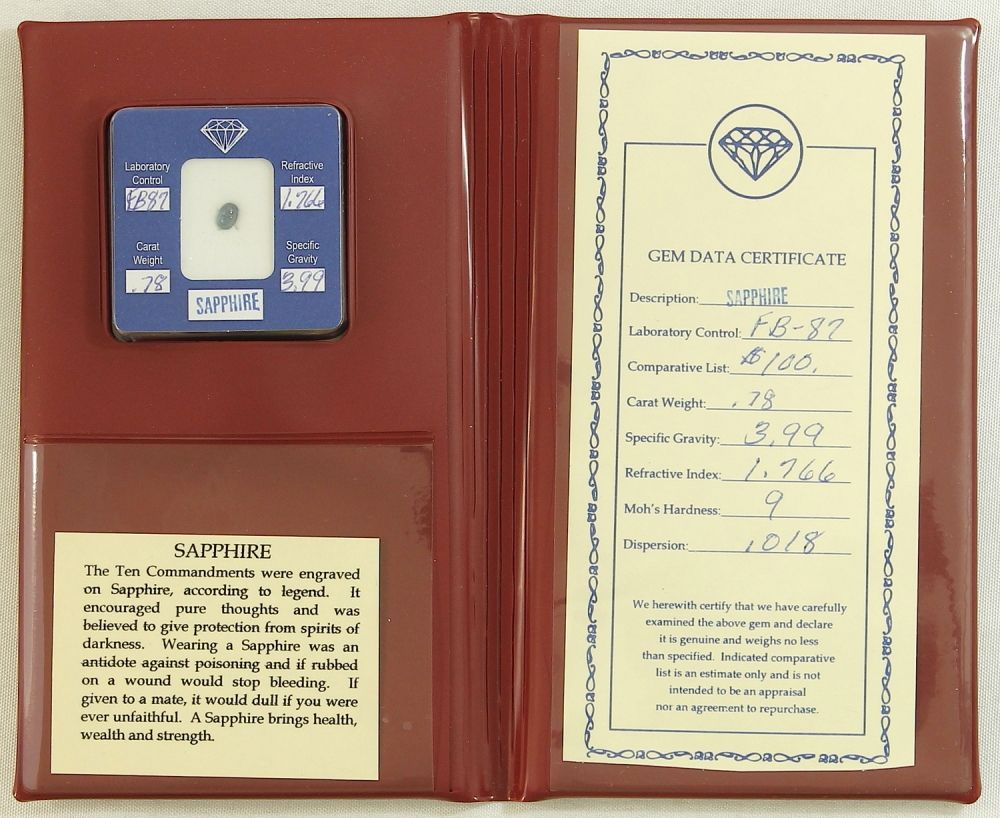 Laboratory
Control
FB87
Refractive
Index
1.766
Carat
Weight
.78
Specific
Gravity
3.99
SAPPHIRE
SAPPHIRE
The Ten Commandments were engraved
on Sapphire, according to legend. It
encouraged pure thoughts and was
believed to give protection from spirits of
darkness. Wearing a Sapphire was an
antidote against poisoning and if rubbed
on a wound would stop bleeding. If
given to a mate, it would dull if you were
ever unfaithful. A Sapphire brings health,
wealth and strength.
GEM DATA CERTIFICATE
Description: SAPPHIRE
Laboratory Control: FB-87
Comparative List: $100.
Carat Weight: .78
Specific Gravity: 3.99
Refractive Index: 1.766
Moh's Hardness: 9
Dispersion: .018
We herewith certify that we have carefully
examined the above gem and declare
it is genuine and weighs no less
than specified. Indicated comparative
list is an estimate only and is not
intended to be an appraisal
nor an agreement to repurchase.